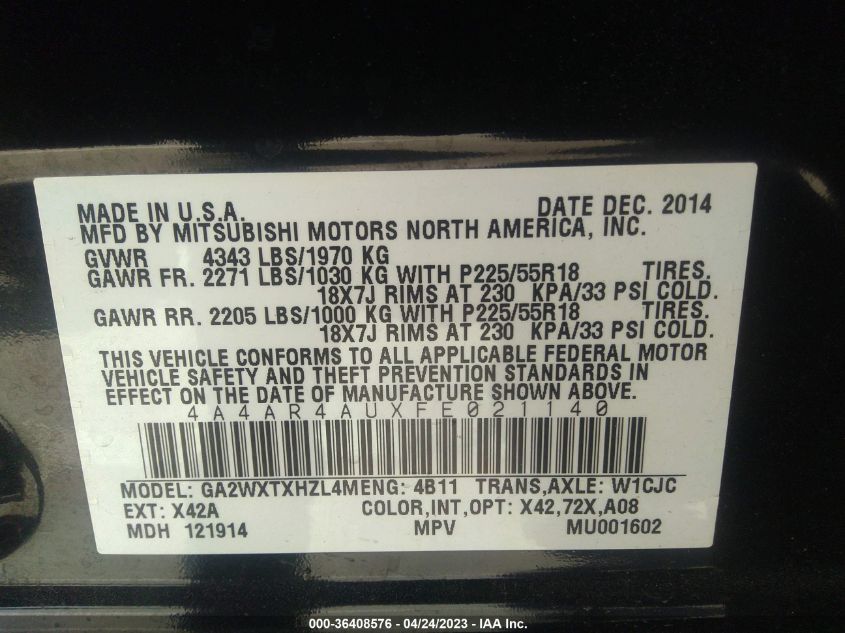 MADE IN U.S.A. DATE DEC. 2014
MFD BY MITSUBISHI MOTORS NORTH AMERICA, INC.
GVWR 4343 LBS/1970 KG
GAWR FR. 2271 LBS/1030 KG WITH P225/55R18 TIRES.
18X7J RIMS AT 230 KPA/33 PSI COLD.
GAWR RR. 2205 LBS/1000 KG WITH P225/55R18 TIRES.
18X7J RIMS AT 230 KPA/33 PSI COLD.
THIS VEHICLE CONFORMS TO ALL APPLICABLE FEDERAL MOTOR
VEHICLE SAFETY AND THEFT PREVENTION STANDARDS IN
EFFECT ON THE DATE OF MANUFACTURE SHOWN ABOVE.
4A4AR4AUXFE021140
MODEL: GA2WXTXHZL4MENG: 4B11 TRANS,AXLE: W1CJC
EXT: X42A COLOR,INT,OPT: X42,72X,A08
MDH 121914 MPV MU001602
000-36408576 - 04/24/2023 - © Copyright IAA, Inc.